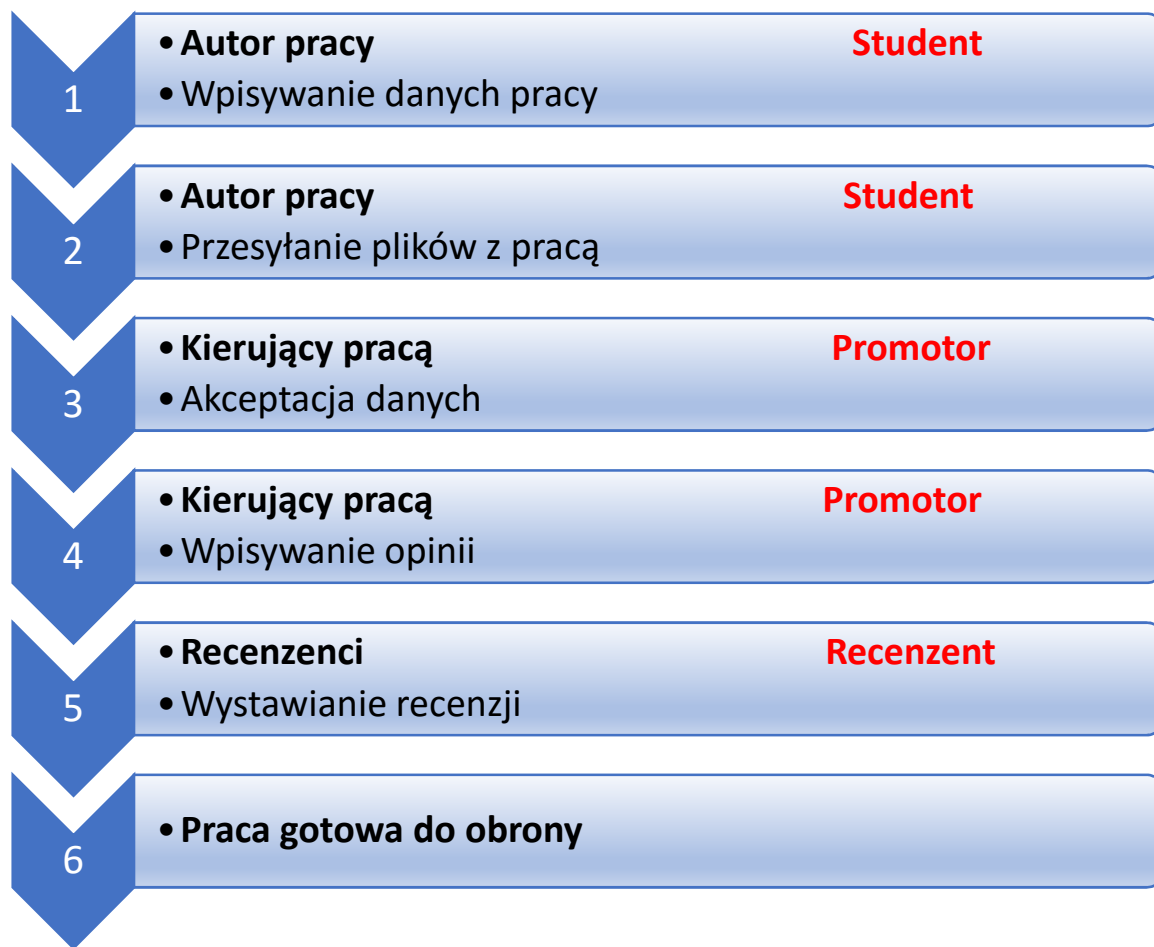 1
• Autor pracy Student
• Wpisywanie danych pracy
2
• Autor pracy Student
• Przesyłanie plików z pracą
3
• Kierujący pracą Promotor
• Akceptacja danych
4
• Kierujący pracą Promotor
• Wpisywanie opinii
5
• Recenzenci Recenzent
• Wystawianie recenzji
6
• Praca gotowa do obrony